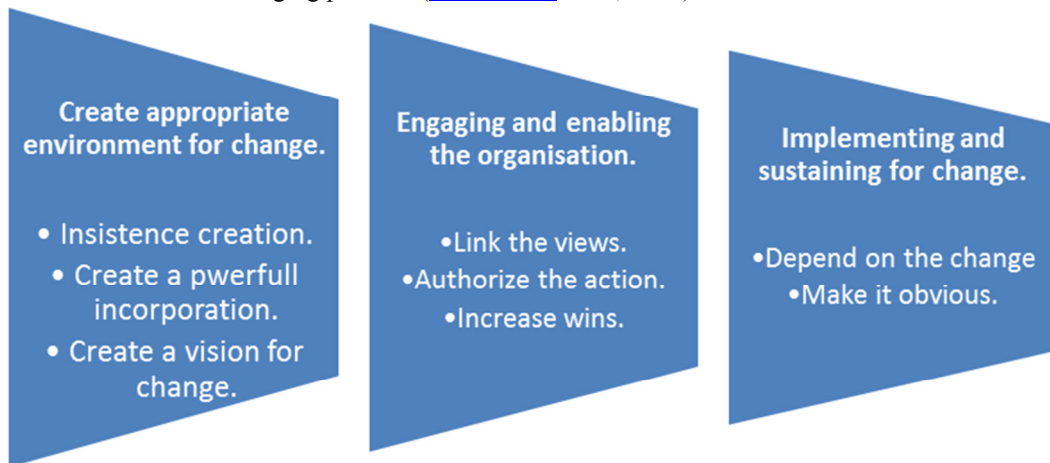 Create appropriate
environment for change.
• Insistence creation.
• Create a pwerfull
incorporation.
• Create a vision for
change.
Engaging and enabling
the organisation.
•Link the views.
•Authorize the action.
•Increase wins.
Implementing and
sustaining for change.
•Depend on the change
•Make it obvious.